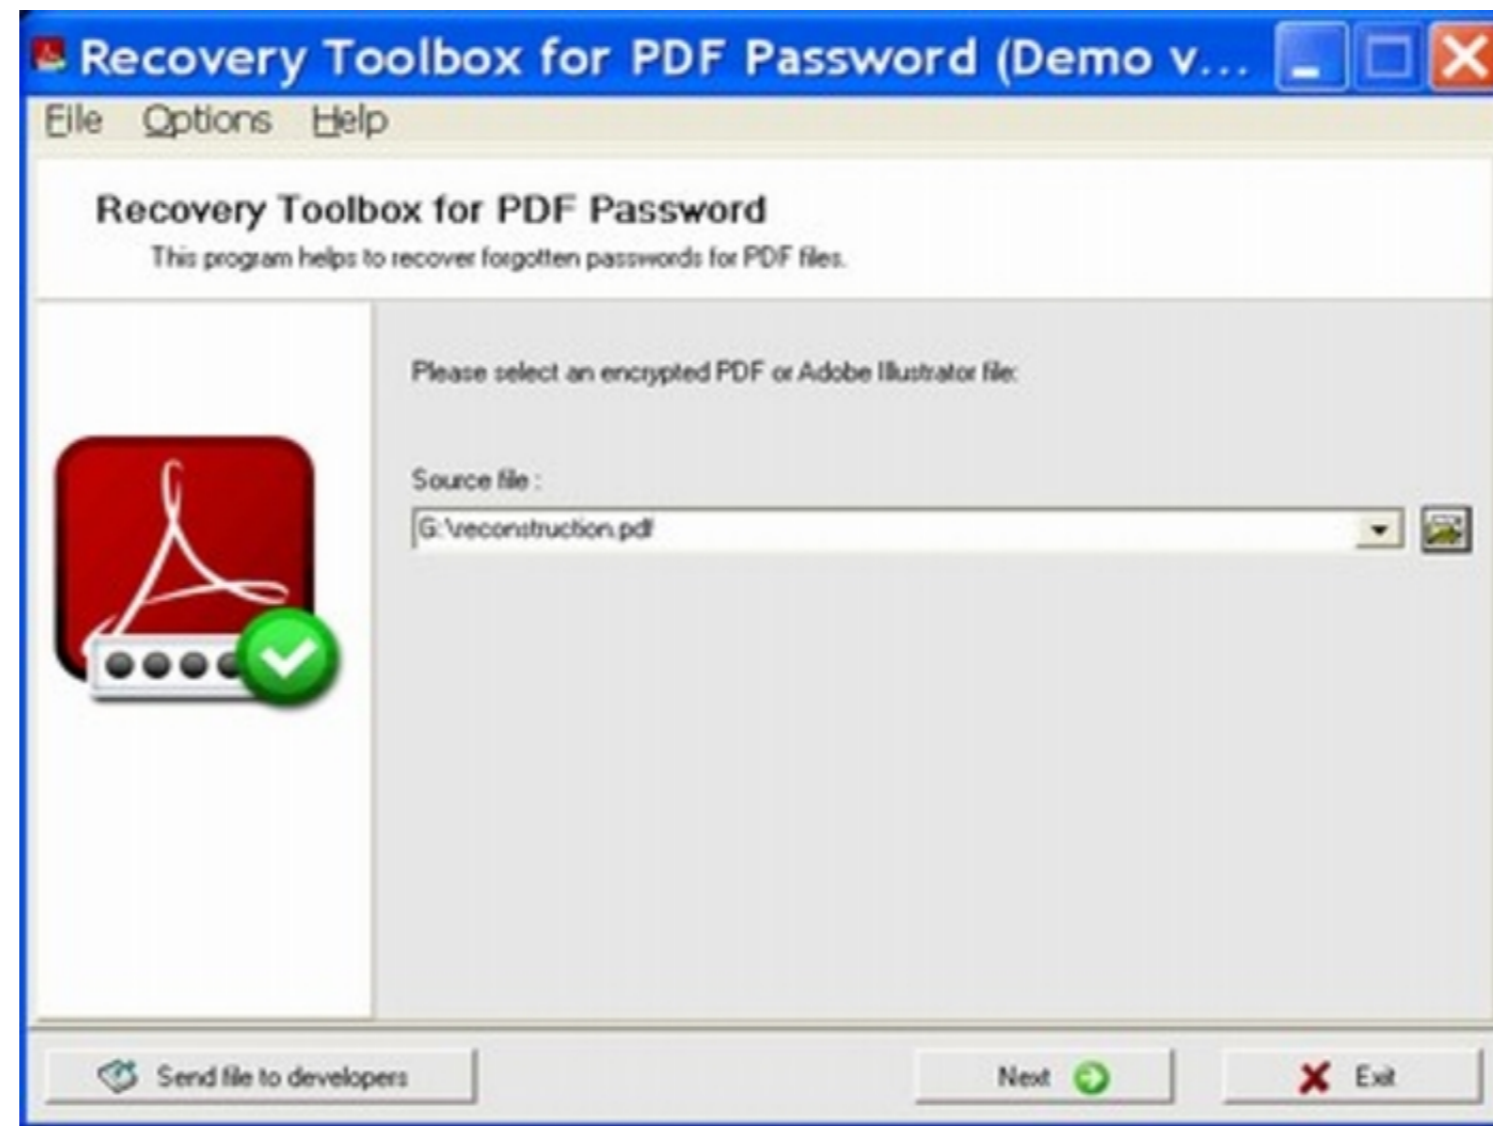 Recovery Toolbox for PDF Password (Demo v...
File Options Help
Recovery Toolbox for PDF Password
This program helps to recover forgotten passwords for PDF files.
Please select an encrypted PDF or Adobe Illustrator file:
Source file :
G:\reconstruction.pdf
Send file to developers
Next
Exit